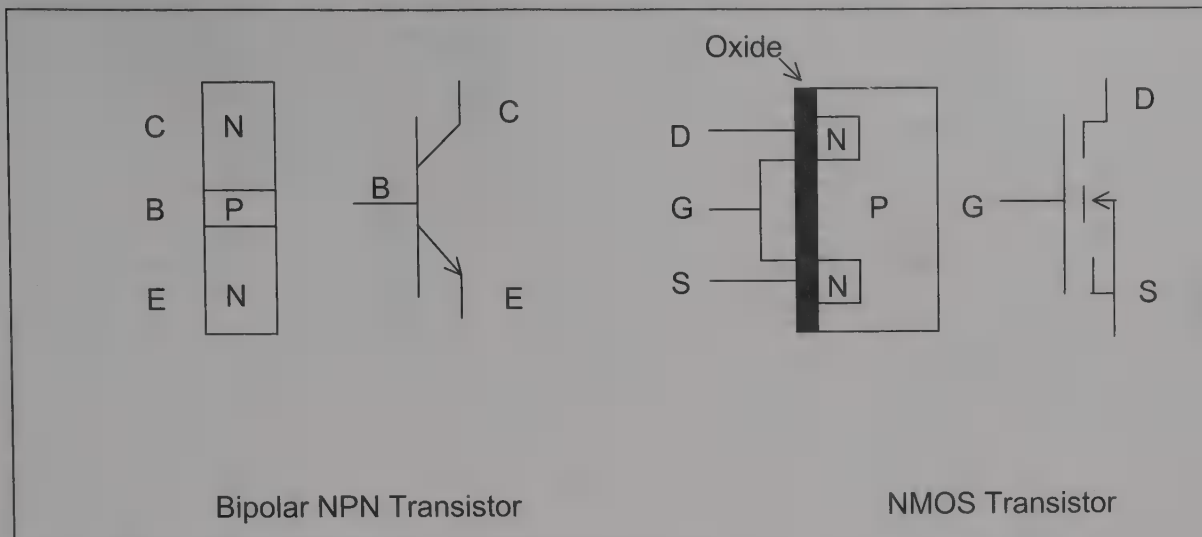 Oxide
C N C
B P B
E N E
D N D
G P G
S N S
Bipolar NPN Transistor
NMOS Transistor